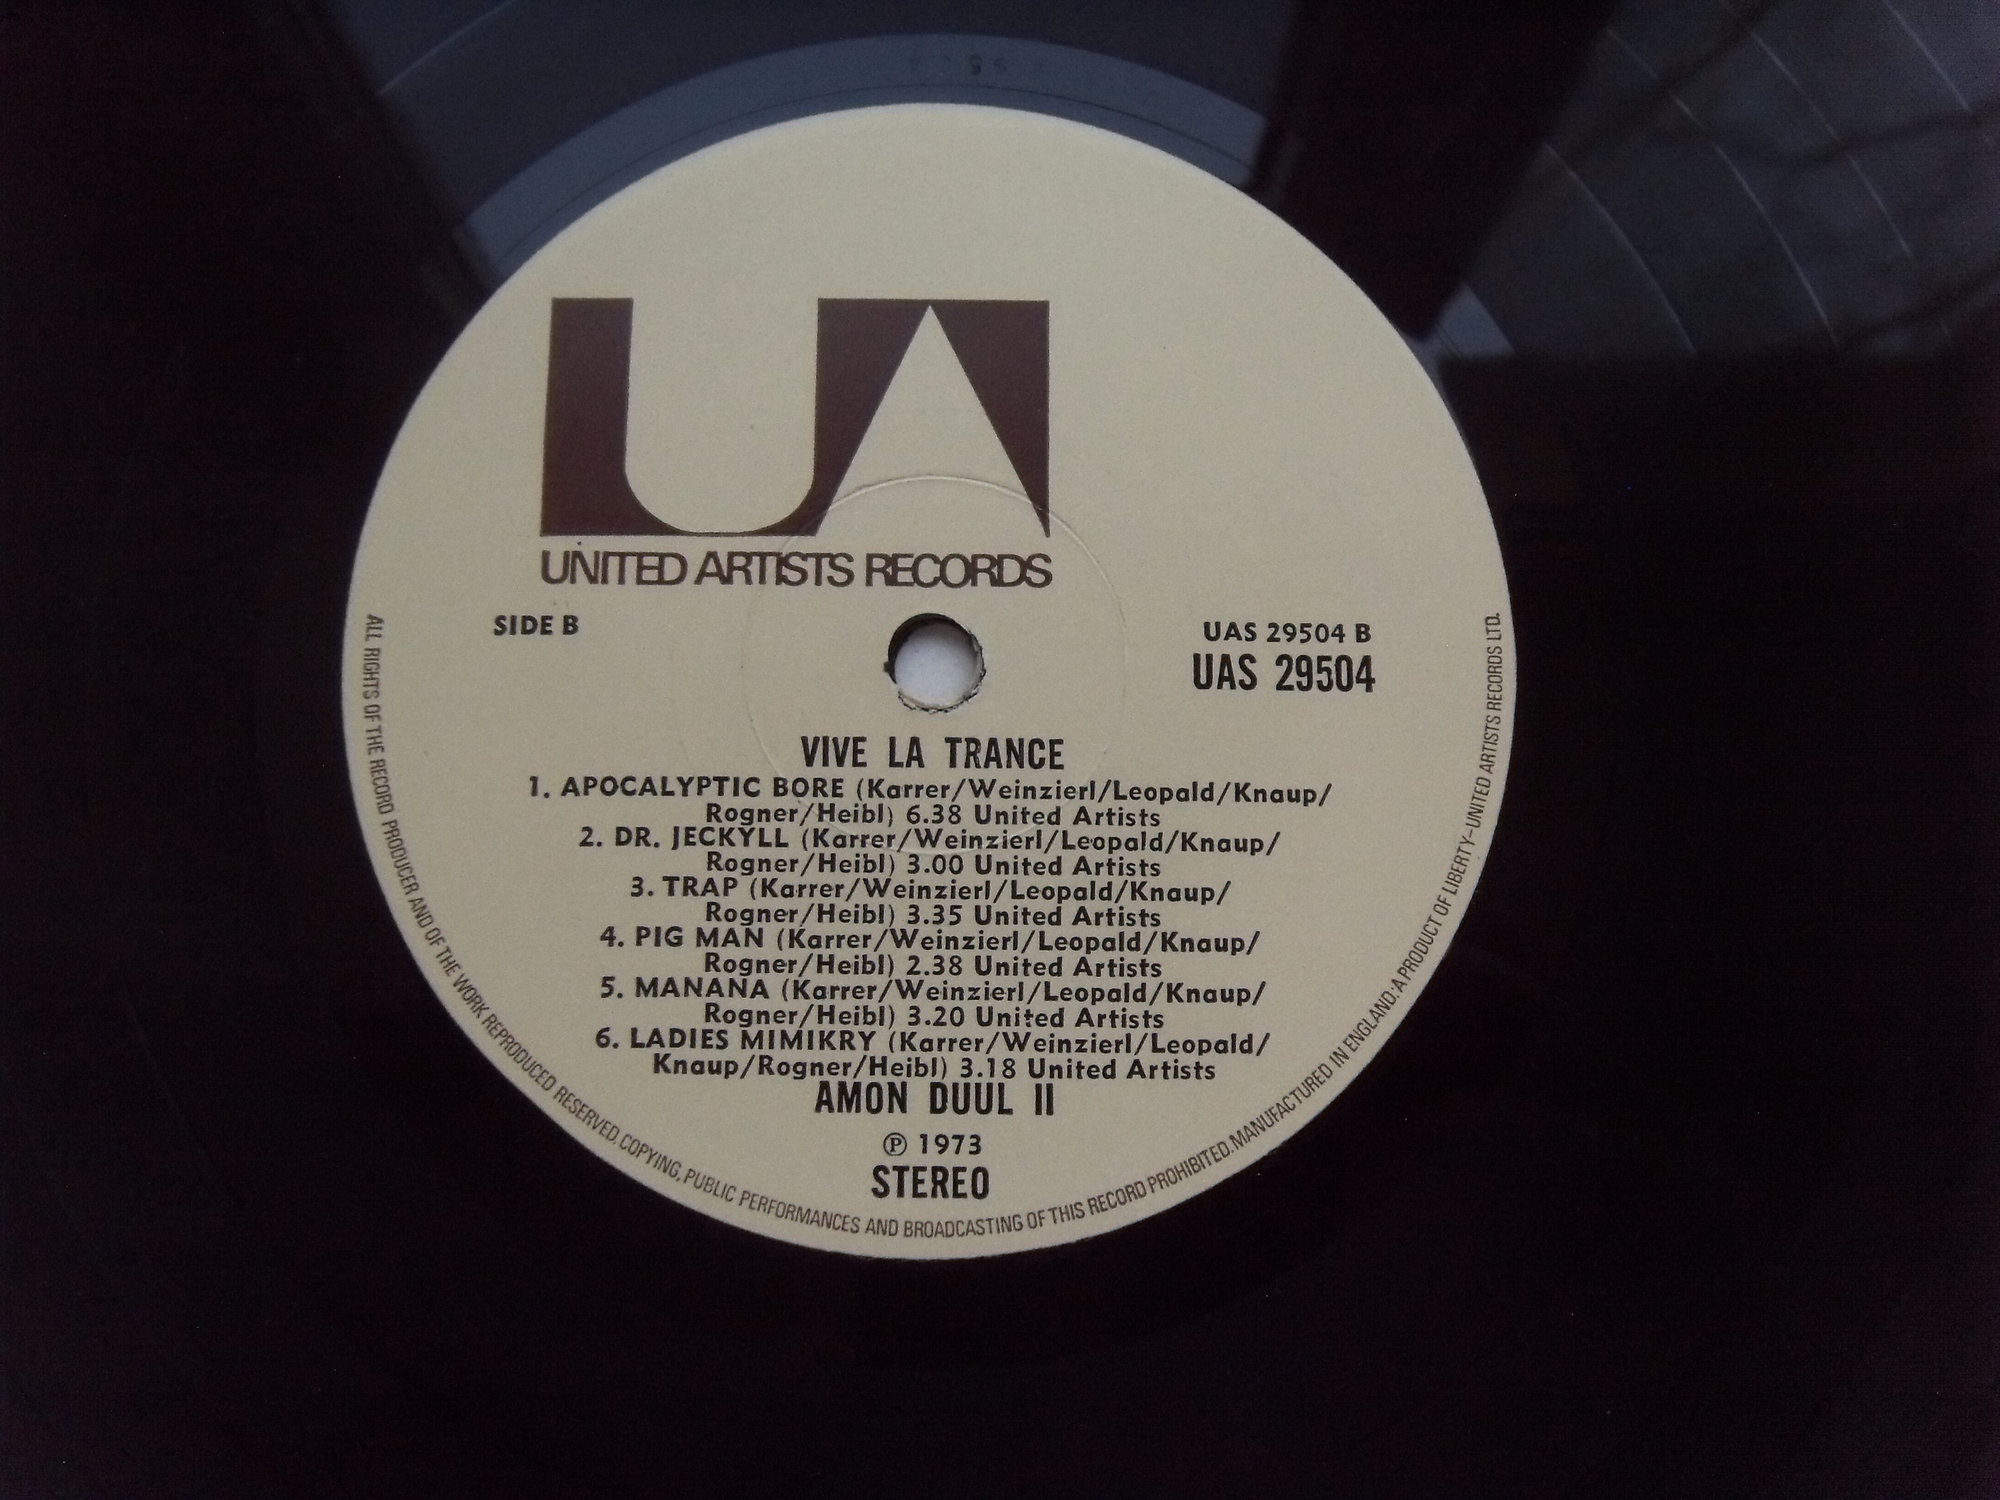 UA
UNITED ARTISTS RECORDS
SIDE B
UAS 29504 B
UAS 29504
VIVE LA TRANCE
1. APOCALYPTIC BORE (Karrer/Weinzierl/Leopald/Knaup/
Rogner/Heibl) 6.38 United Artists
2. DR. JECKYLL (Karrer/Weinzierl/Leopald/Knaup/
Rogner/Heibl) 3.00 United Artists
3. TRAP (Karrer/Weinzierl/Leopald/Knaup/
Rogner/Heibl) 3.35 United Artists
4. PIG MAN (Karrer/Weinzierl/Leopald/Knaup/
Rogner/Heibl) 2.38 United Artists
5. MANANA (Karrer/Weinzierl/Leopald/Knaup/
Rogner/Heibl) 3.20 United Artists
6. LADIES MIMIKRY (Karrer/Weinzierl/Leopald/
Knaup/Rogner/Heibl) 3.18 United Artists
AMON DUUL II
℗ 1973
STEREO
ALL RIGHTS OF THE RECORD PRODUCER AND OF THE WORK REPRODUCED RESERVED. COPYING, PUBLIC PERFORMANCES AND BROADCASTING OF THIS RECORD PROHIBITED. MANUFACTURED IN ENGLAND: A PRODUCT OF LIBERTY–UNITED ARTISTS RECORDS LTD.